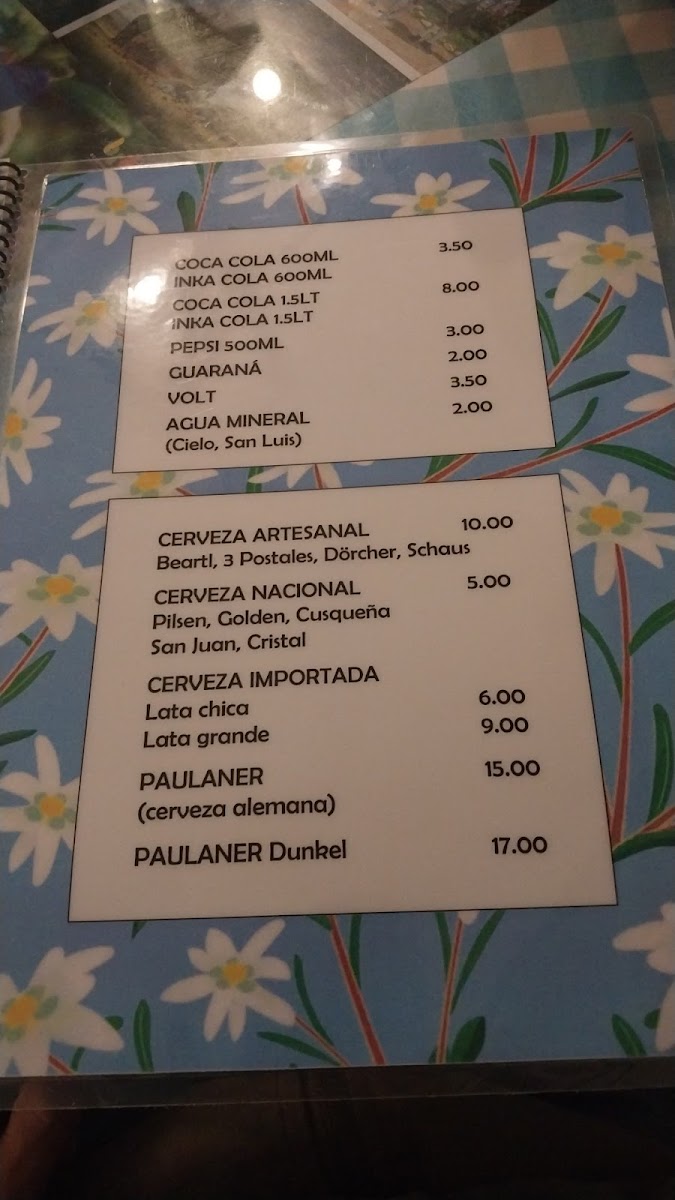 COCA COLA 600ML 3.50
INKA COLA 600ML
COCA COLA 1.5LT 8.00
INKA COLA 1.5LT
PEPSI 500ML 3.00
GUARANÁ 2.00
VOLT 3.50
AGUA MINERAL 2.00
(Cielo, San Luis)
CERVEZA ARTESANAL 10.00
Beartl, 3 Postales, Dörcher, Schaus
CERVEZA NACIONAL 5.00
Pilsen, Golden, Cusqueña
San Juan, Cristal
CERVEZA IMPORTADA
Lata chica 6.00
Lata grande 9.00
PAULANER 15.00
(cerveza alemana)
PAULANER Dunkel 17.00